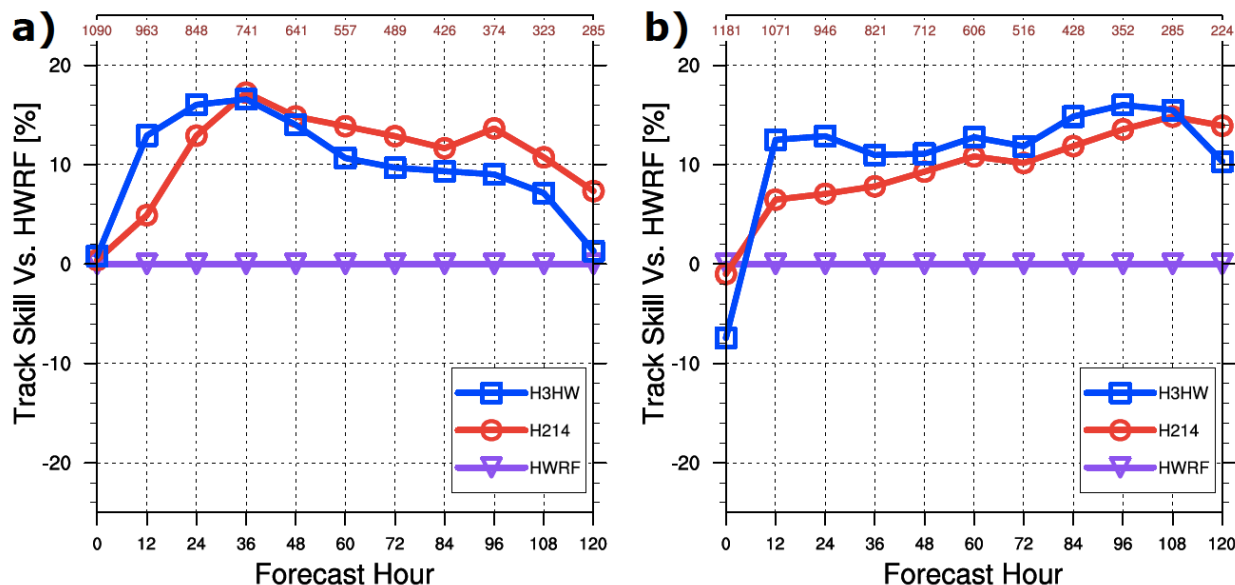 a)
1090 963 848 741 641 557 489 426 374 323 285
20
10
0
-10
-20
Track Skill Vs. HWRF [%]
H3HW
H214
HWRF
0 12 24 36 48 60 72 84 96 108 120
Forecast Hour
b)
1181 1071 946 821 712 606 516 428 352 285 224
20
10
0
-10
-20
Track Skill Vs. HWRF [%]
H3HW
H214
HWRF
0 12 24 36 48 60 72 84 96 108 120
Forecast Hour